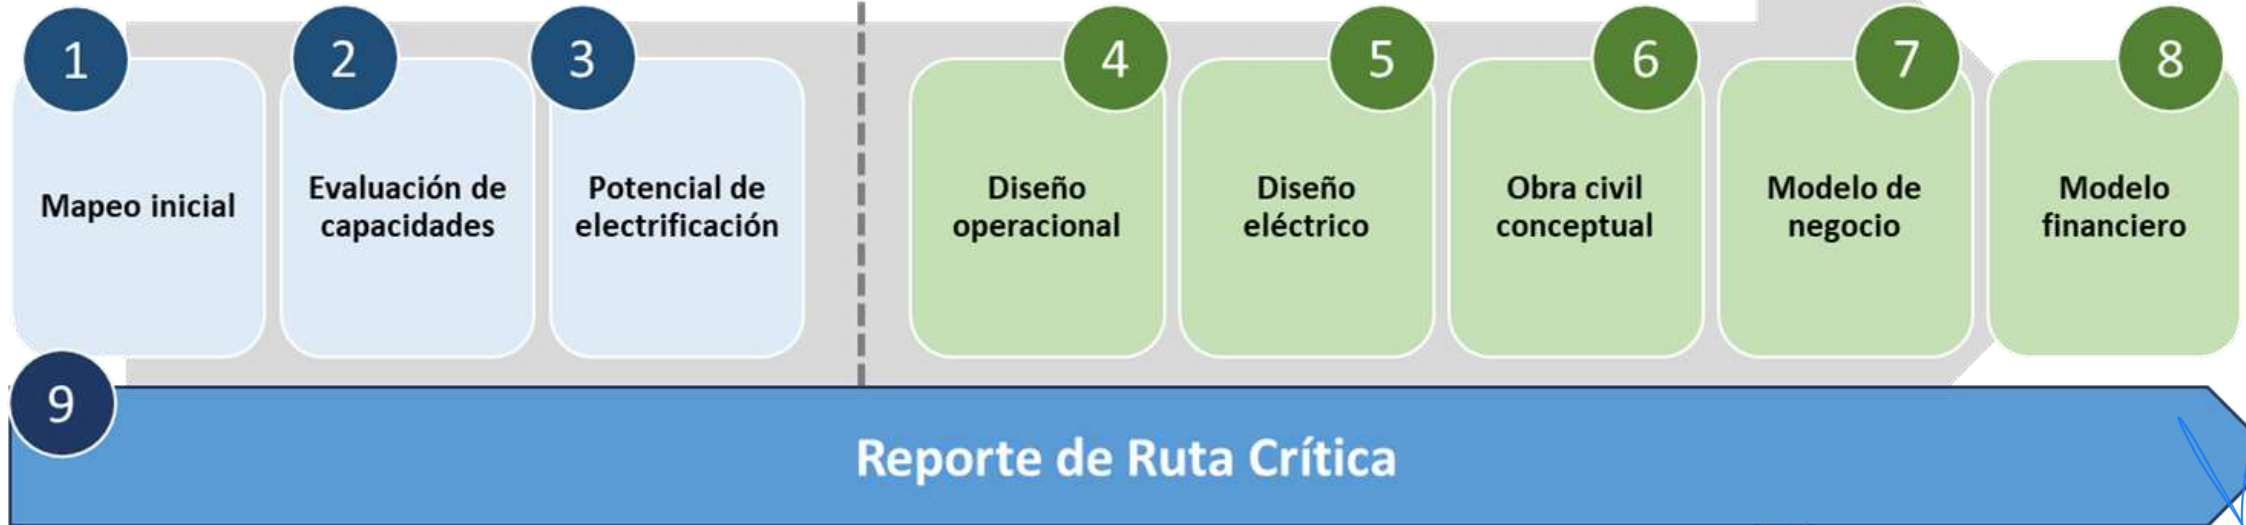 1
Mapeo inicial
2
Evaluación de
capacidades
3
Potencial de
electrificación
4
Diseño
operacional
5
Diseño
eléctrico
6
Obra civil
conceptual
7
Modelo de
negocio
8
Modelo
financiero
9
Reporte de Ruta Crítica